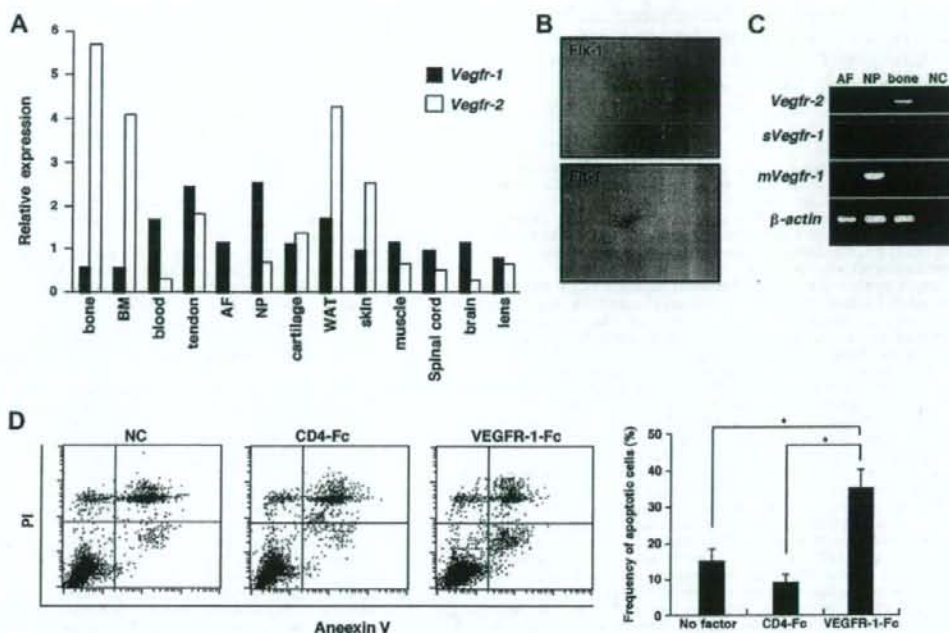 A
Relative expression
6
5
4
3
2
1
0
Vegfr-1
Vegfr-2
bone
BM
blood
tendon
AF
NP
cartilage
WAT
skin
muscle
Spinal cord
brain
lens
B
Flk-1
Flt-1
C
AF NP bone NC
Vegfr-2
sVegfr-1
mVegfr-1
β-actin
D
NC
CD4-Fc
VEGFR-1-Fc
PI
Aneexin V
Frequency of apoptotic cells (%)
50
40
30
20
10
0
* 
*
No factor CD4-Fc VEGFR-1-Fc